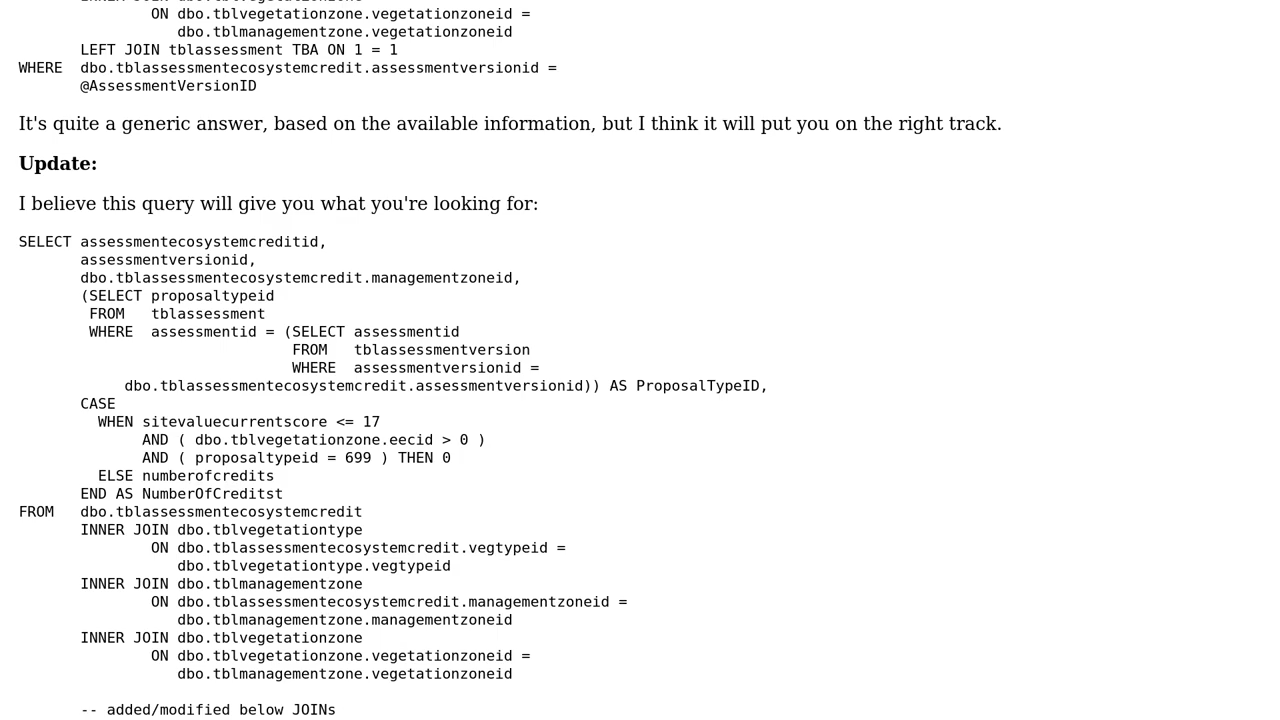 ON dbo.tblvegetationzone.vegetationzoneid =
dbo.tblmanagementzone.vegetationzoneid
LEFT JOIN tblassessment TBA ON 1 = 1
WHERE  dbo.tblassessmentecosystemcredit.assessmentversionid =
@AssessmentVersionID
It's quite a generic answer, based on the available information, but I think it will put you on the right track.
Update:
I believe this query will give you what you're looking for:
SELECT assessmentecosystemcreditid,
assessmentversionid,
dbo.tblassessmentecosystemcredit.managementzoneid,
(SELECT proposaltypeid
FROM   tblassessment
WHERE  assessmentid = (SELECT assessmentid
FROM   tblassessmentversion
WHERE  assessmentversionid =
dbo.tblassessmentecosystemcredit.assessmentversionid)) AS ProposalTypeID,
CASE
WHEN sitevaluecurrentscore <= 17
AND ( dbo.tblvegetationzone.eecid > 0 )
AND ( proposaltypeid = 699 ) THEN 0
ELSE numberofcredits
END AS NumberOfCreditst
FROM   dbo.tblassessmentecosystemcredit
INNER JOIN dbo.tblvegetationtype
ON dbo.tblassessmentecosystemcredit.vegtypeid =
dbo.tblvegetationtype.vegtypeid
INNER JOIN dbo.tblmanagementzone
ON dbo.tblassessmentecosystemcredit.managementzoneid =
dbo.tblmanagementzone.managementzoneid
INNER JOIN dbo.tblvegetationzone
ON dbo.tblvegetationzone.vegetationzoneid =
dbo.tblmanagementzone.vegetationzoneid
-- added/modified below JOINs